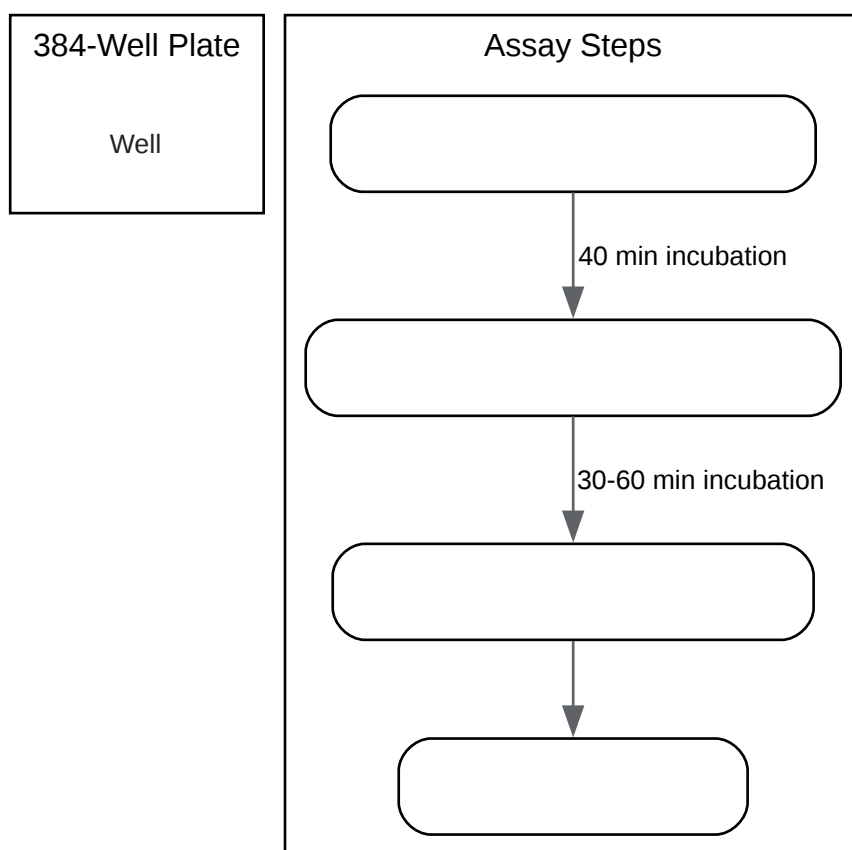 384-Well Plate
Well
Assay Steps
40 min incubation
30-60 min incubation